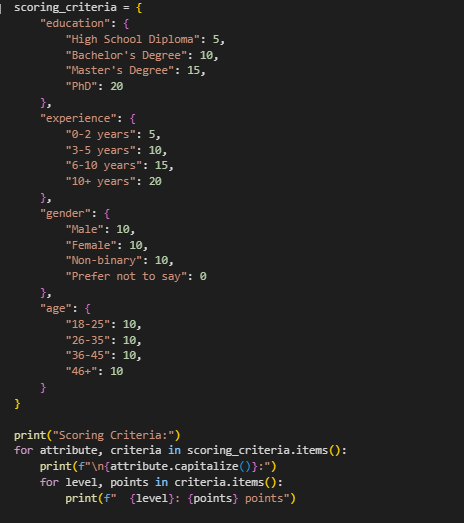 scoring_criteria = {
    "education": {
        "High School Diploma": 5,
        "Bachelor's Degree": 10,
        "Master's Degree": 15,
        "PhD": 20
    },
    "experience": {
        "0-2 years": 5,
        "3-5 years": 10,
        "6-10 years": 15,
        "10+ years": 20
    },
    "gender": {
        "Male": 10,
        "Female": 10,
        "Non-binary": 10,
        "Prefer not to say": 0
    },
    "age": {
        "18-25": 10,
        "26-35": 10,
        "36-45": 10,
        "46+": 10
    }
}

print("Scoring Criteria:")
for attribute, criteria in scoring_criteria.items():
    print(f"\n{attribute.capitalize()}:")
    for level, points in criteria.items():
        print(f"  {level}: {points} points")